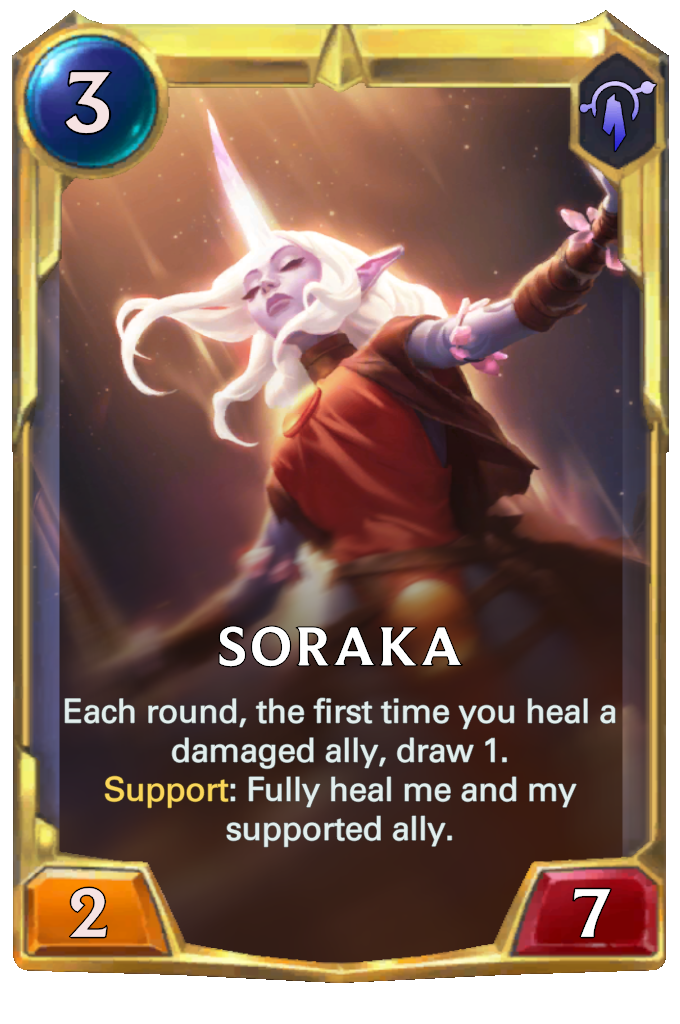 3
SORAKA
Each round, the first time you heal a
damaged ally, draw 1.
Support: Fully heal me and my
supported ally.
2 7